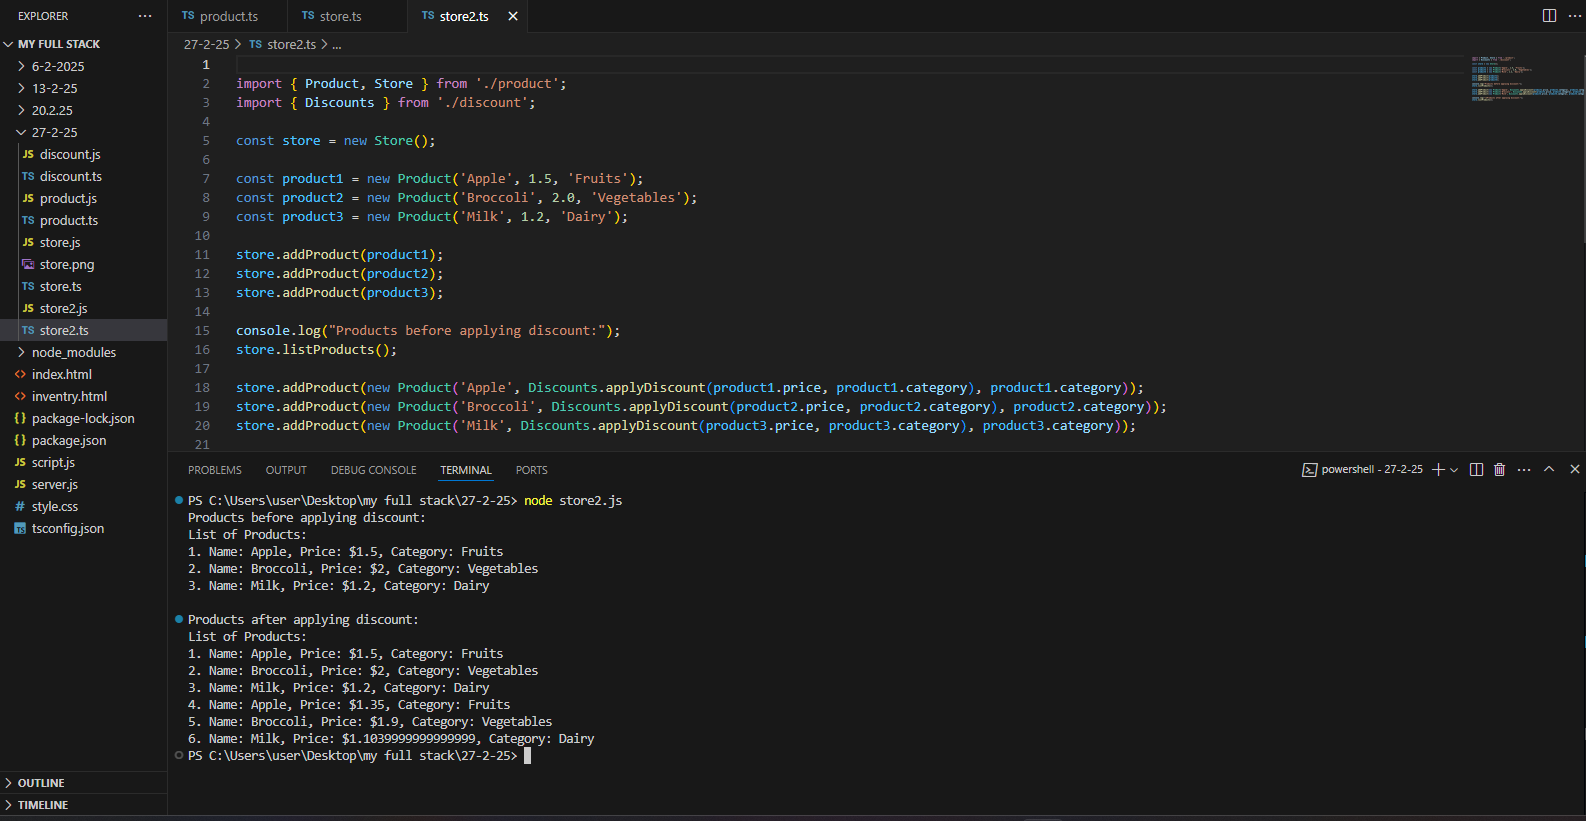 EXPLORER
MY FULL STACK
6-2-2025
13-2-25
20.2.25
27-2-25
JS discount.js
TS discount.ts
JS product.js
TS product.ts
JS store.js
store.png
TS store.ts
JS store2.js
TS store2.ts
node_modules
<> index.html
<> inventry.html
{} package-lock.json
{} package.json
JS script.js
JS server.js
# style.css
TS tsconfig.json
OUTLINE
TIMELINE
TS product.ts TS store.ts TS store2.ts
27-2-25 > TS store2.ts > ...
1
2 import { Product, Store } from './product';
3 import { Discounts } from './discount';
4
5 const store = new Store();
6
7 const product1 = new Product('Apple', 1.5, 'Fruits');
8 const product2 = new Product('Broccoli', 2.0, 'Vegetables');
9 const product3 = new Product('Milk', 1.2, 'Dairy');
10
11 store.addProduct(product1);
12 store.addProduct(product2);
13 store.addProduct(product3);
14
15 console.log("Products before applying discount:");
16 store.listProducts();
17
18 store.addProduct(new Product('Apple', Discounts.applyDiscount(product1.price, product1.category), product1.category));
19 store.addProduct(new Product('Broccoli', Discounts.applyDiscount(product2.price, product2.category), product2.category));
20 store.addProduct(new Product('Milk', Discounts.applyDiscount(product3.price, product3.category), product3.category));
21
PROBLEMS OUTPUT DEBUG CONSOLE TERMINAL PORTS
powershell - 27-2-25
PS C:\Users\user\Desktop\my full stack\27-2-25> node store2.js
Products before applying discount:
List of Products:
1. Name: Apple, Price: $1.5, Category: Fruits
2. Name: Broccoli, Price: $2, Category: Vegetables
3. Name: Milk, Price: $1.2, Category: Dairy
Products after applying discount:
List of Products:
1. Name: Apple, Price: $1.5, Category: Fruits
2. Name: Broccoli, Price: $2, Category: Vegetables
3. Name: Milk, Price: $1.2, Category: Dairy
4. Name: Apple, Price: $1.35, Category: Fruits
5. Name: Broccoli, Price: $1.9, Category: Vegetables
6. Name: Milk, Price: $1.1039999999999999, Category: Dairy
PS C:\Users\user\Desktop\my full stack\27-2-25>